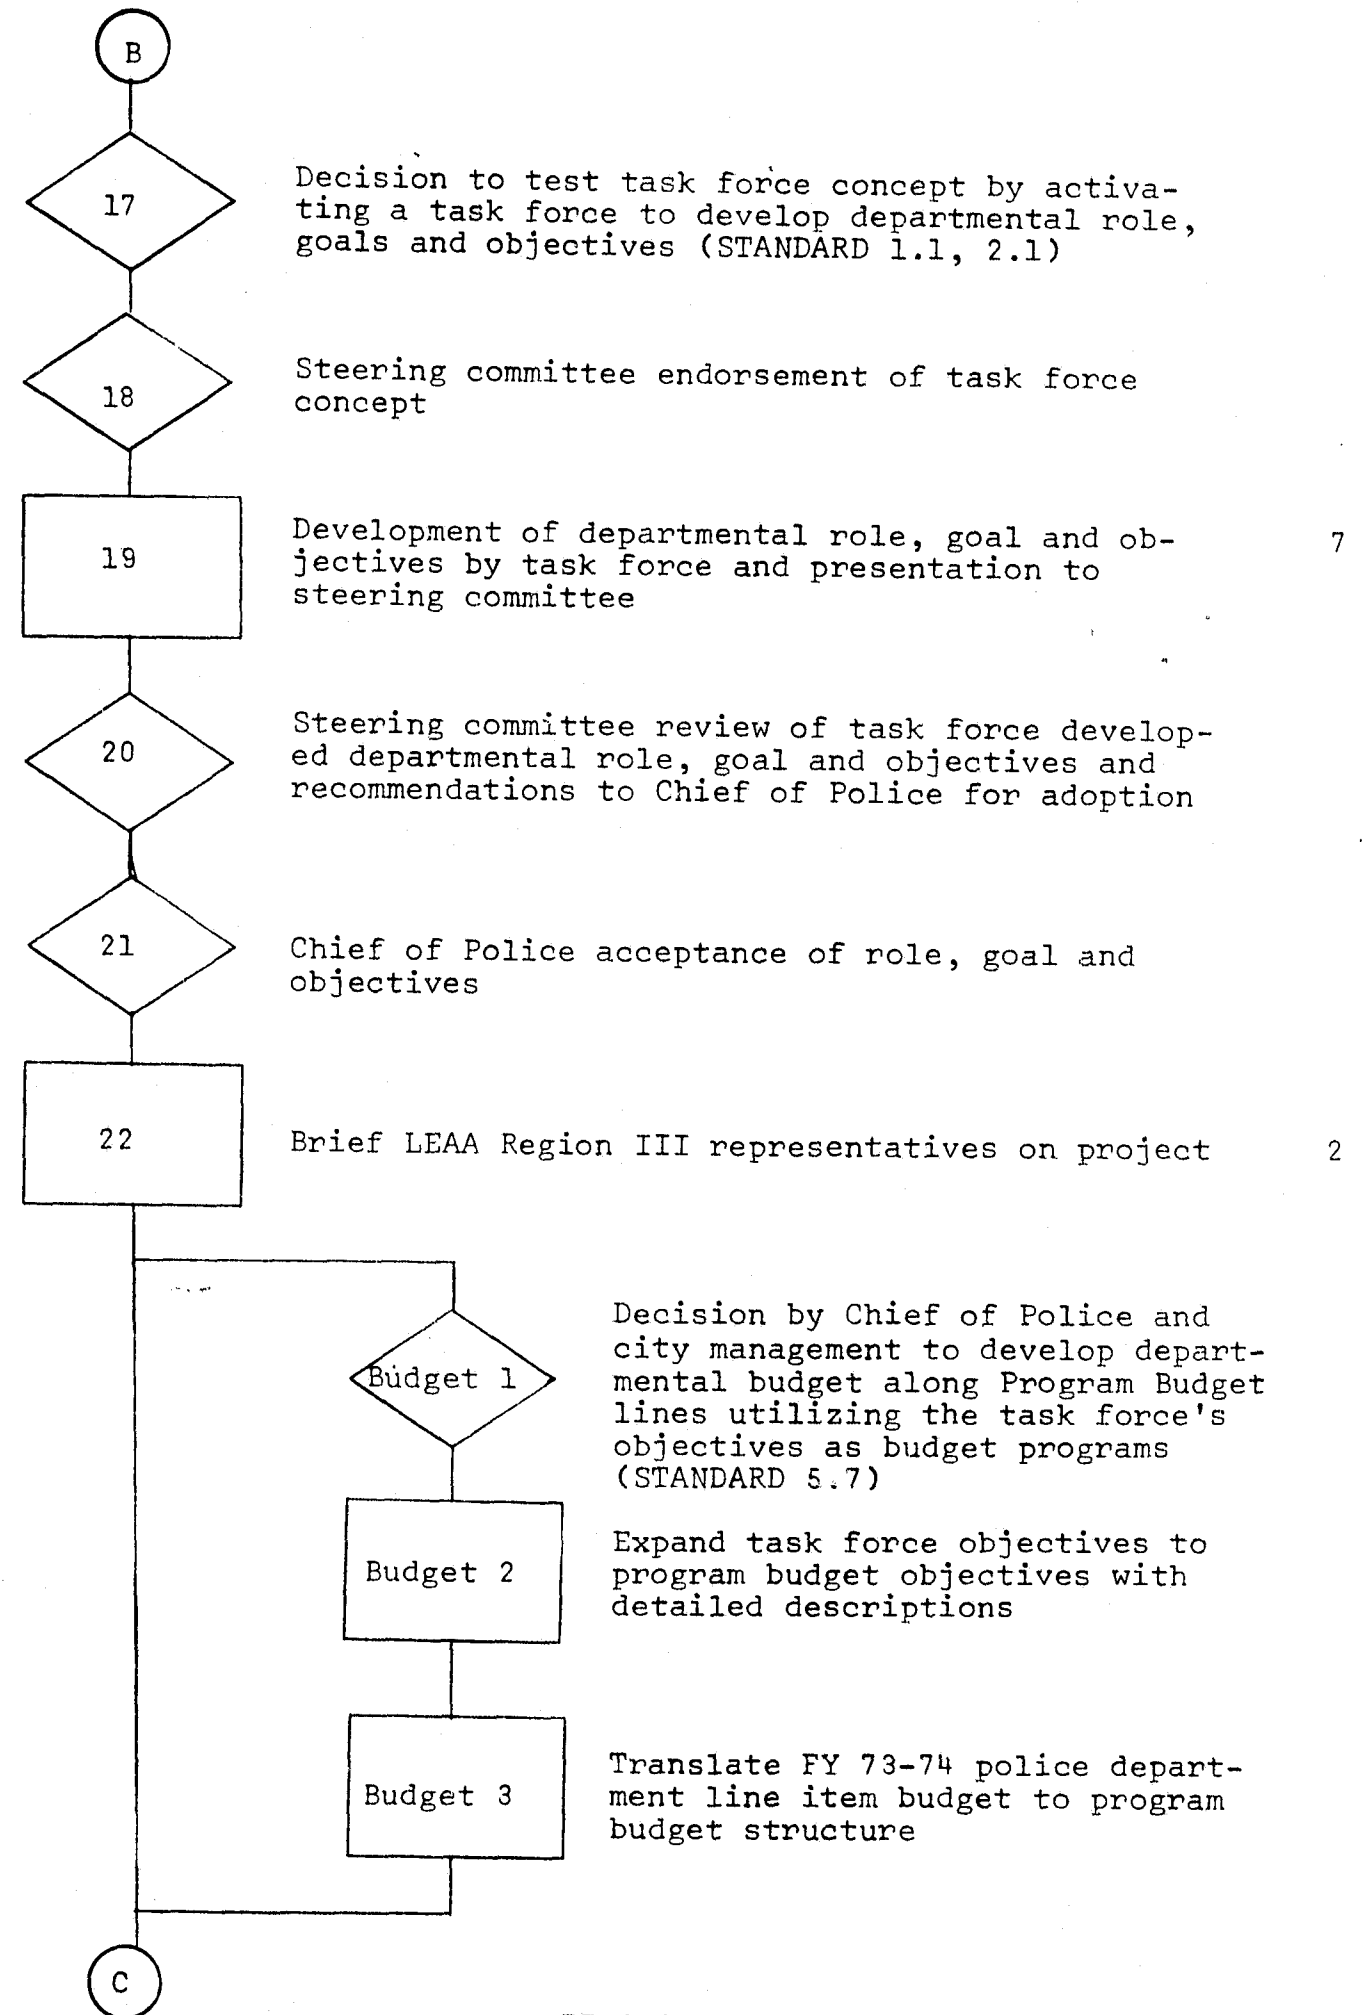 B
17
Decision to test task force concept by activa-
ting a task force to develop departmental role,
goals and objectives (STANDARD 1.1, 2.1)
18
Steering committee endorsement of task force
concept
19
Development of departmental role, goal and ob-
jectives by task force and presentation to
steering committee
7
20
Steering committee review of task force develop-
ed departmental role, goal and objectives and
recommendations to Chief of Police for adoption
21
Chief of Police acceptance of role, goal and
objectives
22
Brief LEAA Region III representatives on project
2
Budget 1
Decision by Chief of Police and
city management to develop depart-
mental budget along Program Budget
lines utilizing the task force's
objectives as budget programs
(STANDARD 5.7)
Budget 2
Expand task force objectives to
program budget objectives with
detailed descriptions
Budget 3
Translate FY 73-74 police depart-
ment line item budget to program
budget structure
C